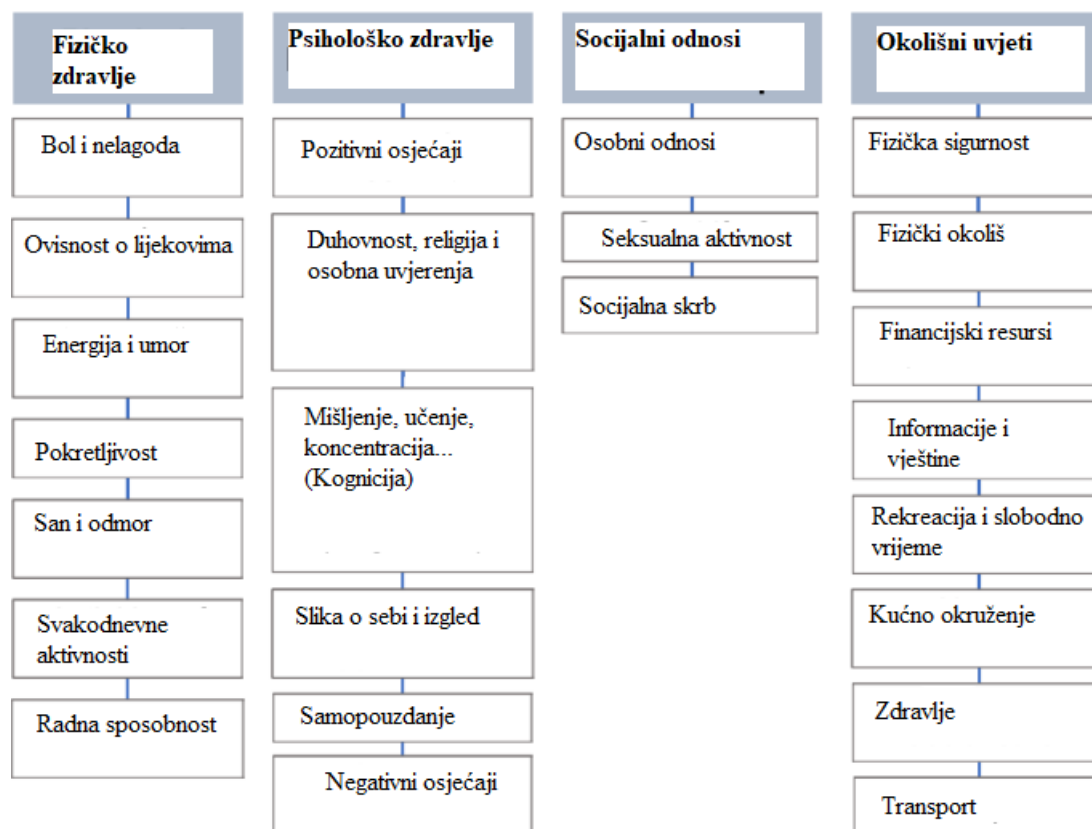 Fizičko
zdravlje
Bol i nelagoda
Ovisnost o lijekovima
Energija i umor
Pokretljivost
San i odmor
Svakodnevne
aktivnosti
Radna sposobnost
Psihološko zdravlje
Pozitivni osjećaji
Duhovnost, religija i
osobna uvjerenja
Mišljenje, učenje,
koncentracija...
(Kognicija)
Slika o sebi i izgled
Samopouzdanje
Negativni osjećaji
Socijalni odnosi
Osobni odnosi
Seksualna aktivnost
Socijalna skrb
Okolišni uvjeti
Fizička sigurnost
Fizički okoliš
Financijski resursi
Informacije i
vještine
Rekreacija i slobodno
vrijeme
Kućno okruženje
Zdravlje
Transport